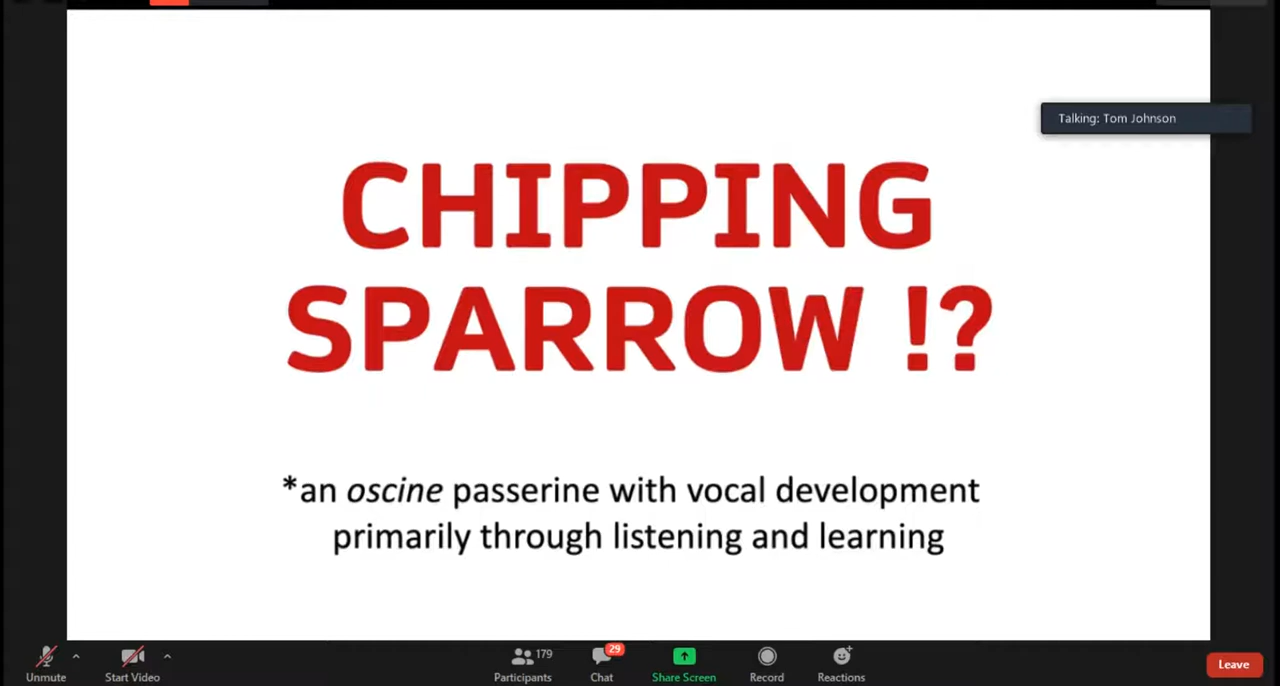 Talking: Tom Johnson
CHIPPING
SPARROW !?
*an oscine passerine with vocal development
primarily through listening and learning
Unmute
Start Video
179
Participants
29
Chat
Share Screen
Record
Reactions
Leave